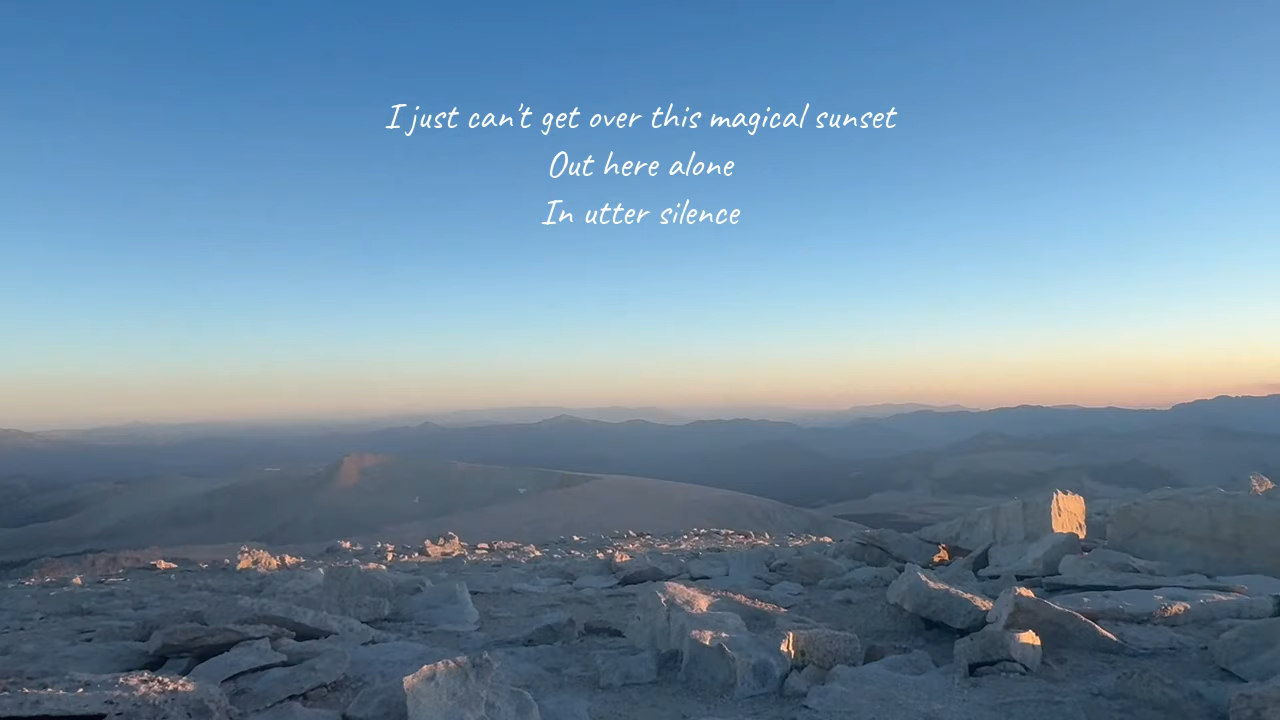 I just can't get over this magical sunset
Out here alone
In utter silence